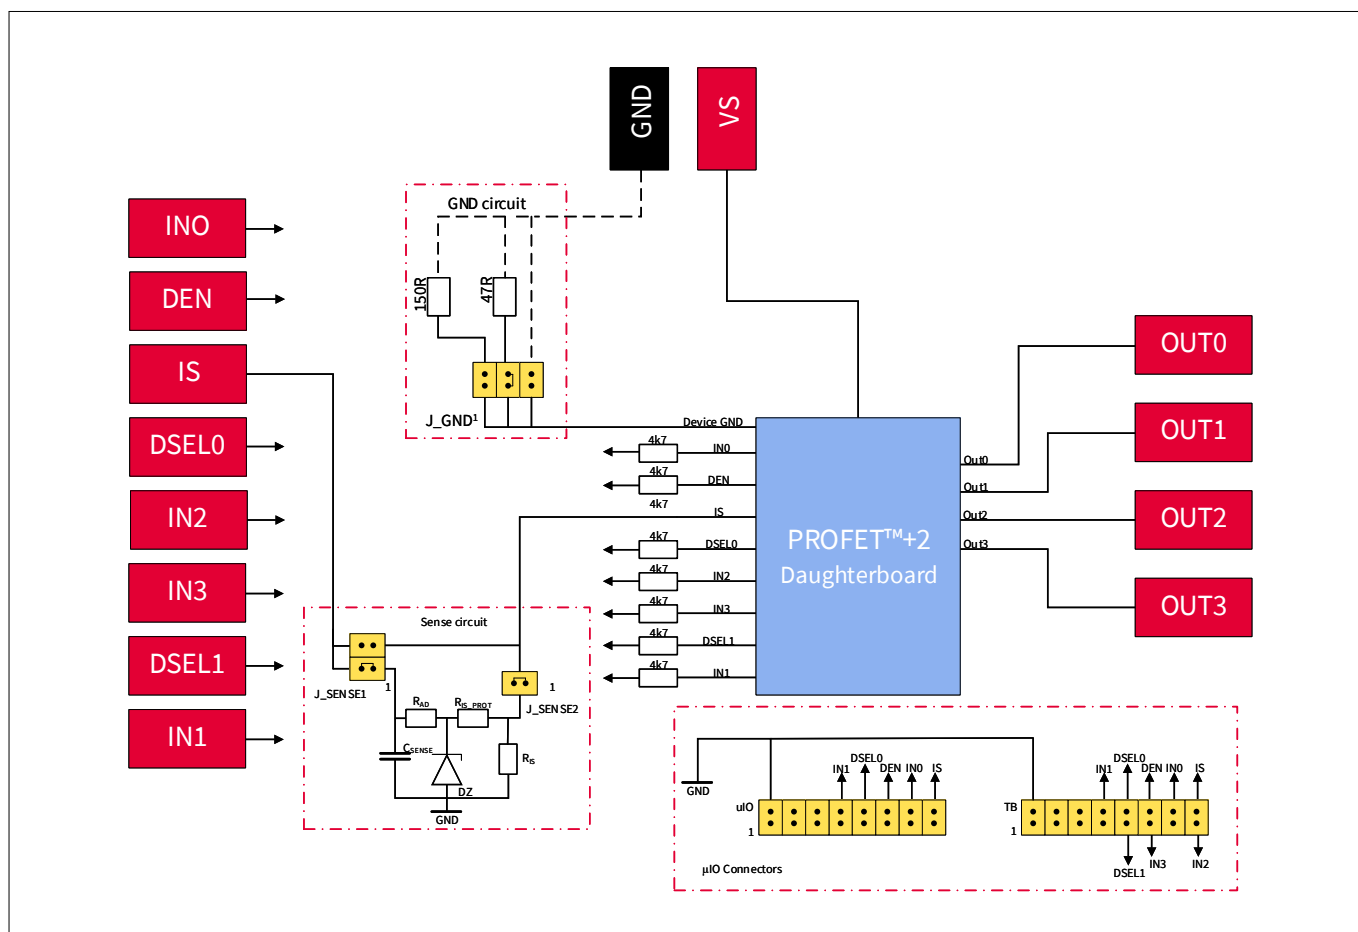 GND
VS
GND circuit
INO
DEN
IS
DSEL0
IN2
IN3
DSEL1
IN1
150R
47R
J_GND¹
Device GND
4k7
IN0
4k7
DEN
4k7
IS
4k7
DSEL0
4k7
IN2
4k7
IN3
4k7
DSEL1
4k7
IN1
PROFET™+2
Daughterboard
Out0
Out1
Out2
Out3
OUT0
OUT1
OUT2
OUT3
Sense circuit
J_SENSE1
1
1
J_SENSE2
RAD
RIS_PROT
CSENSE
RIS
DZ
GND
GND
IN1
DSEL0
DEN
IN0
IS
uIO
1
IN1
DSEL0
DEN
IN0
IS
TB
1
DSEL1
IN3
IN2
µIO Connectors